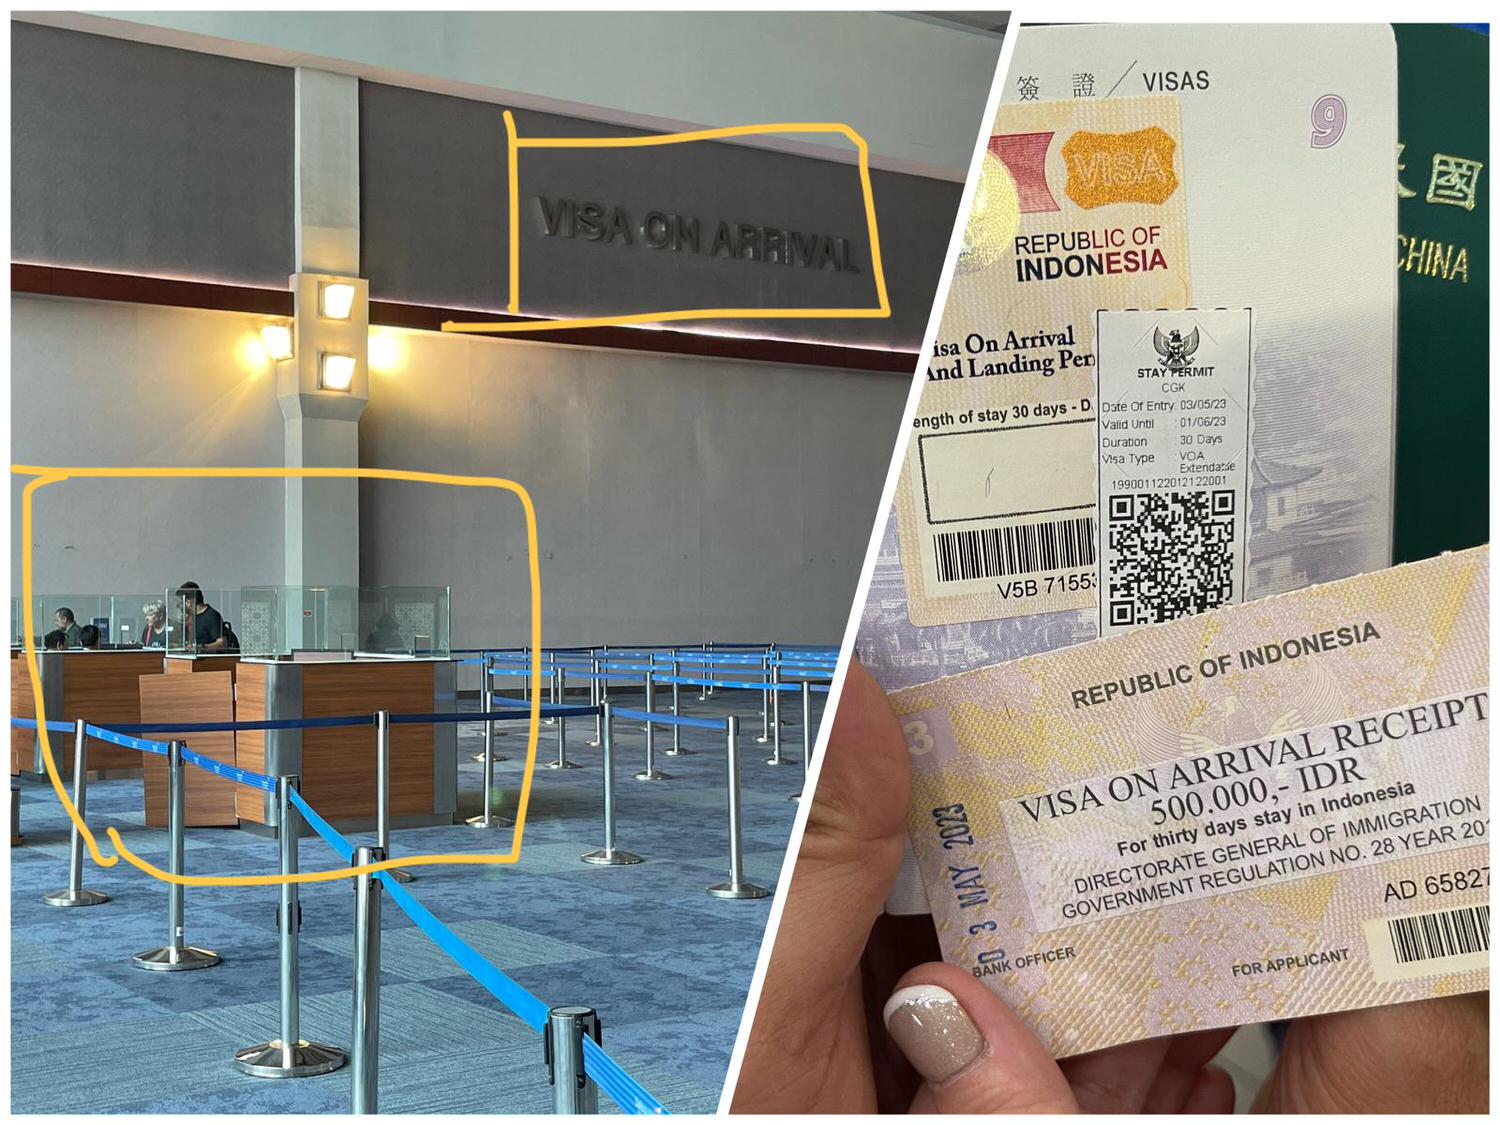 VISA ON ARRIVAL
簽 證 / VISAS
9
VISA
REPUBLIC OF
INDONESIA
Visa On Arrival
And Landing Per
ength of stay 30 days - D
V5B 7155
STAY PERMIT
CGK
Date Of Entry: 03/05/23
Valid Until : 01/06/23
Duration : 30 Days
Visa Type : VOA
Extendable
199001122012122001
國
CHINA
REPUBLIC OF INDONESIA
3
VISA ON ARRIVAL RECEIPT
500.000,- IDR
For thirty days stay in Indonesia
DIRECTORATE GENERAL OF IMMIGRATION
GOVERNMENT REGULATION NO. 28 YEAR 201
AD 65827
03 MAY 2023
BANK OFFICER
FOR APPLICANT